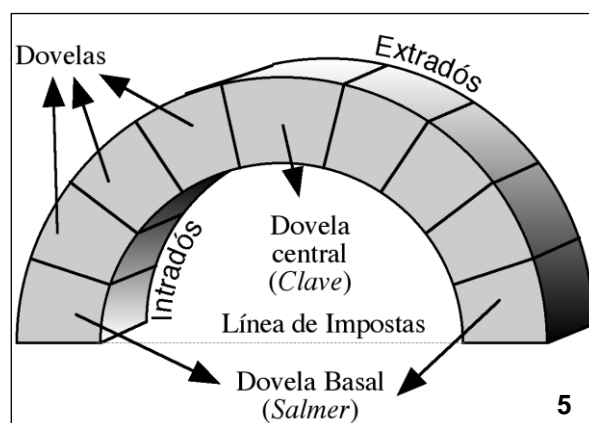 Dovelas
Extradós
Intradós
Dovela
central
(Clave)
Línea de Impostas
Dovela Basal
(Salmer)
5